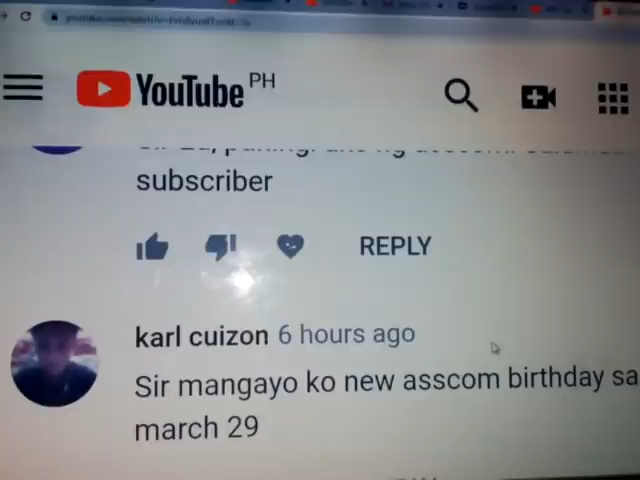 YouTube PH
subscriber
REPLY
karl cuizon 6 hours ago
Sir mangayo ko new asscom birthday sa
march 29